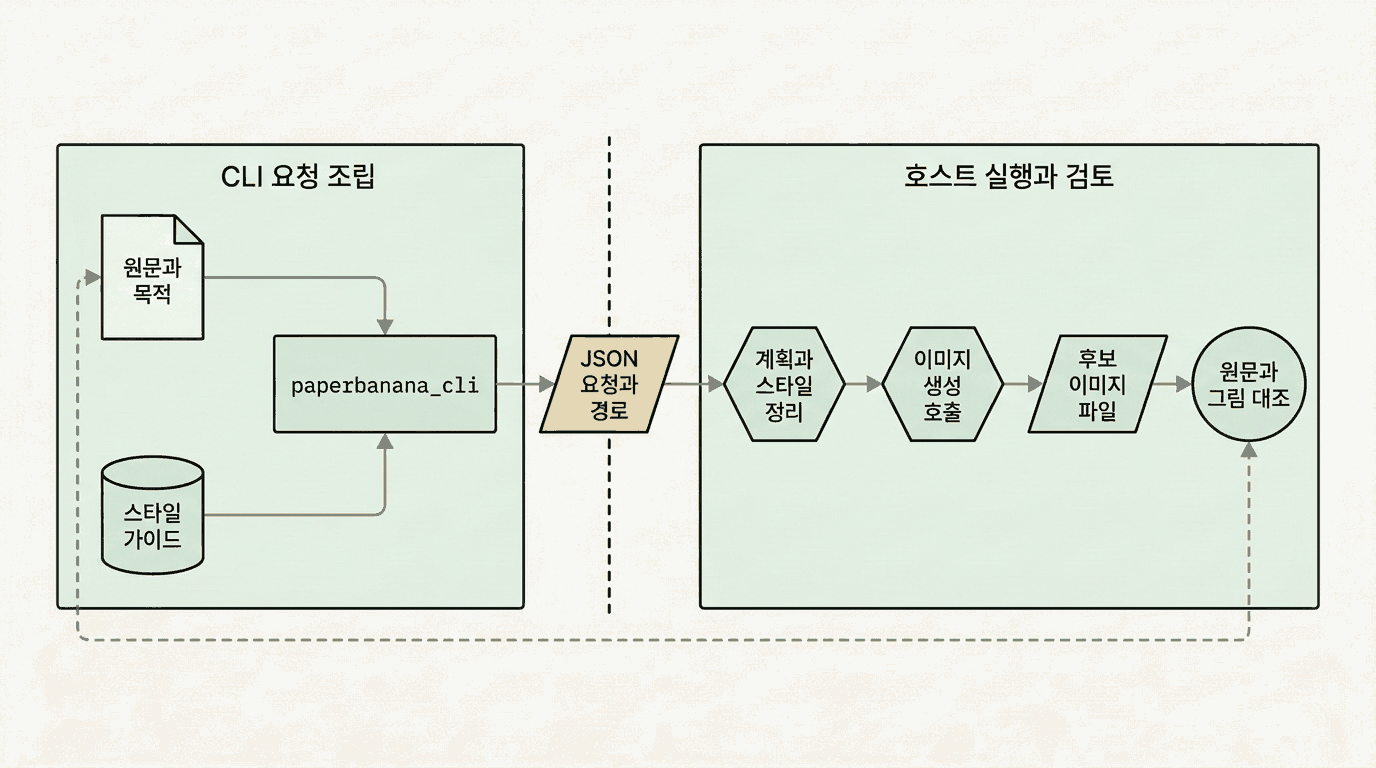 CLI 요청 조립
원문과
목적
paperbanana_cli
스타일
가이드
JSON
요청과
경로
호스트 실행과 검토
계획과
스타일
정리
이미지
생성
호출
후보
이미지
파일
원문과
그림 대조